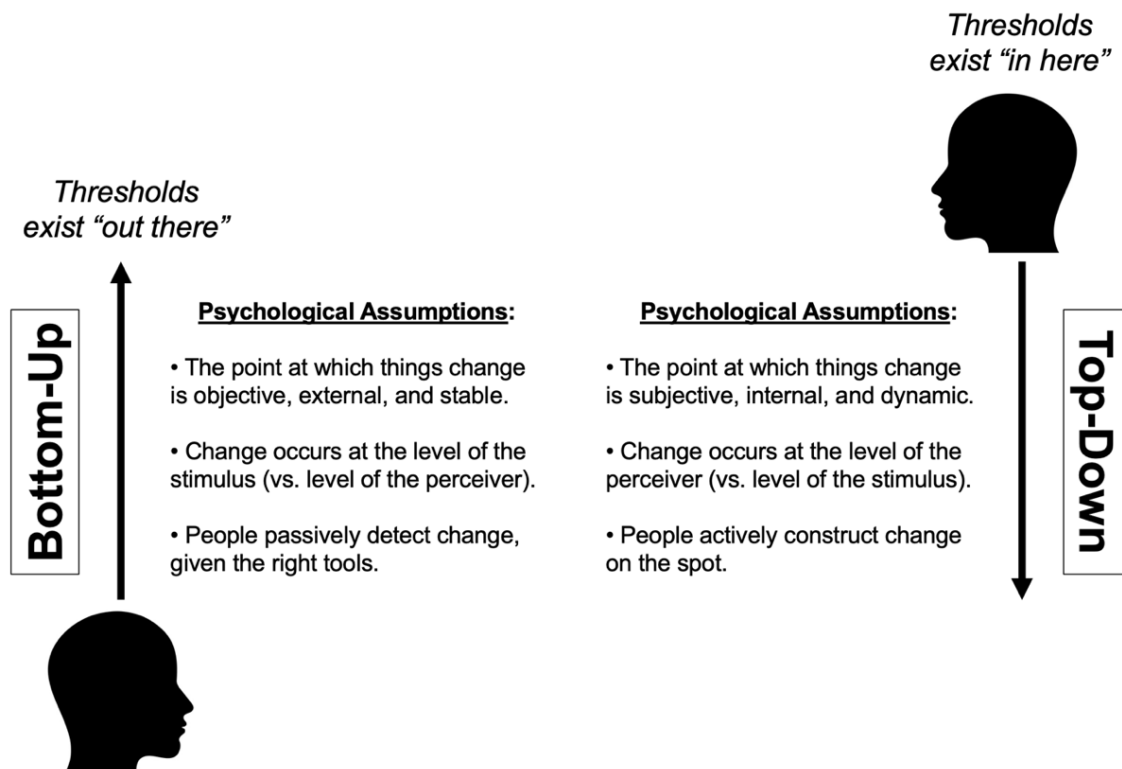 Thresholds
exist “out there”
Bottom-Up
Psychological Assumptions:
• The point at which things change
is objective, external, and stable.
• Change occurs at the level of the
stimulus (vs. level of the perceiver).
• People passively detect change,
given the right tools.
Thresholds
exist “in here”
Psychological Assumptions:
• The point at which things change
is subjective, internal, and dynamic.
• Change occurs at the level of the
perceiver (vs. level of the stimulus).
• People actively construct change
on the spot.
Top-Down